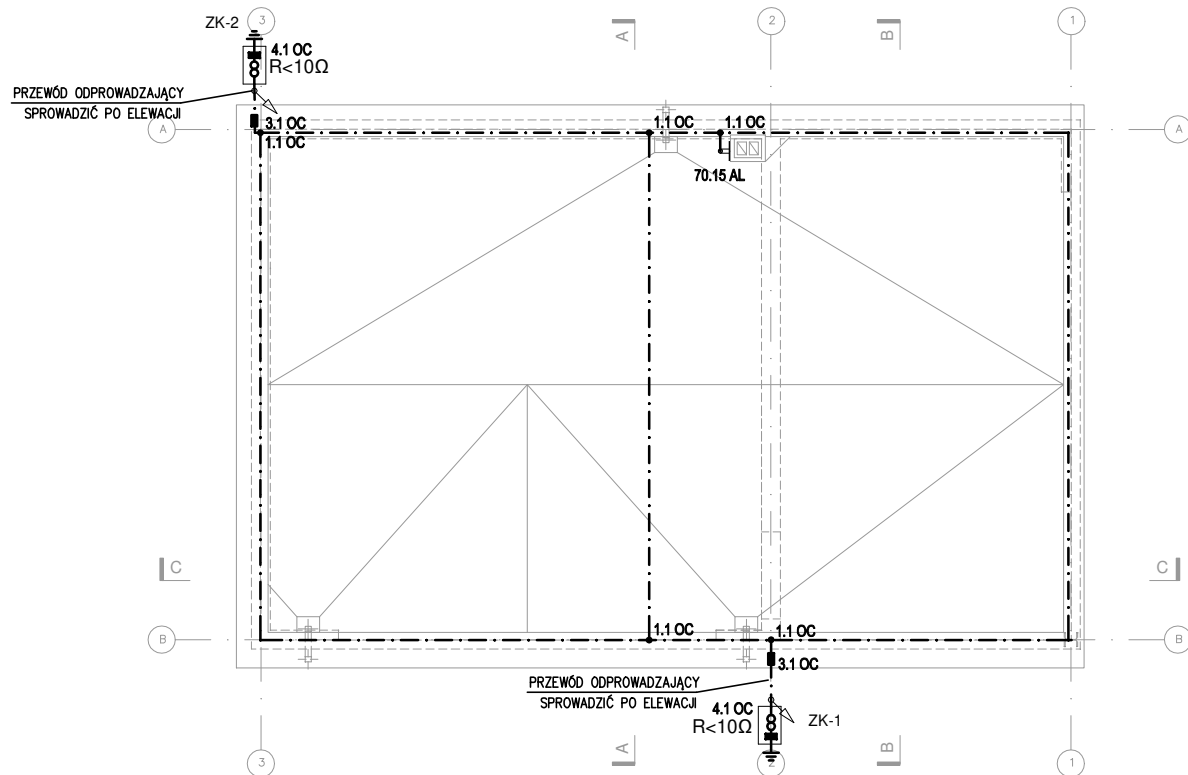 ZK-2
3
A
2
B
1
4.1 OC
R<10Ω
PRZEWÓD ODPROWADZAJĄCY
SPROWADZIĆ PO ELEWACJI
3.1 OC
1.1 OC
1.1 OC
1.1 OC
A
A
70.15 AL
C
C
B
B
1.1 OC
1.1 OC
3.1 OC
PRZEWÓD ODPROWADZAJĄCY
SPROWADZIĆ PO ELEWACJI
4.1 OC
R<10Ω
ZK-1
3
A
2
B
1